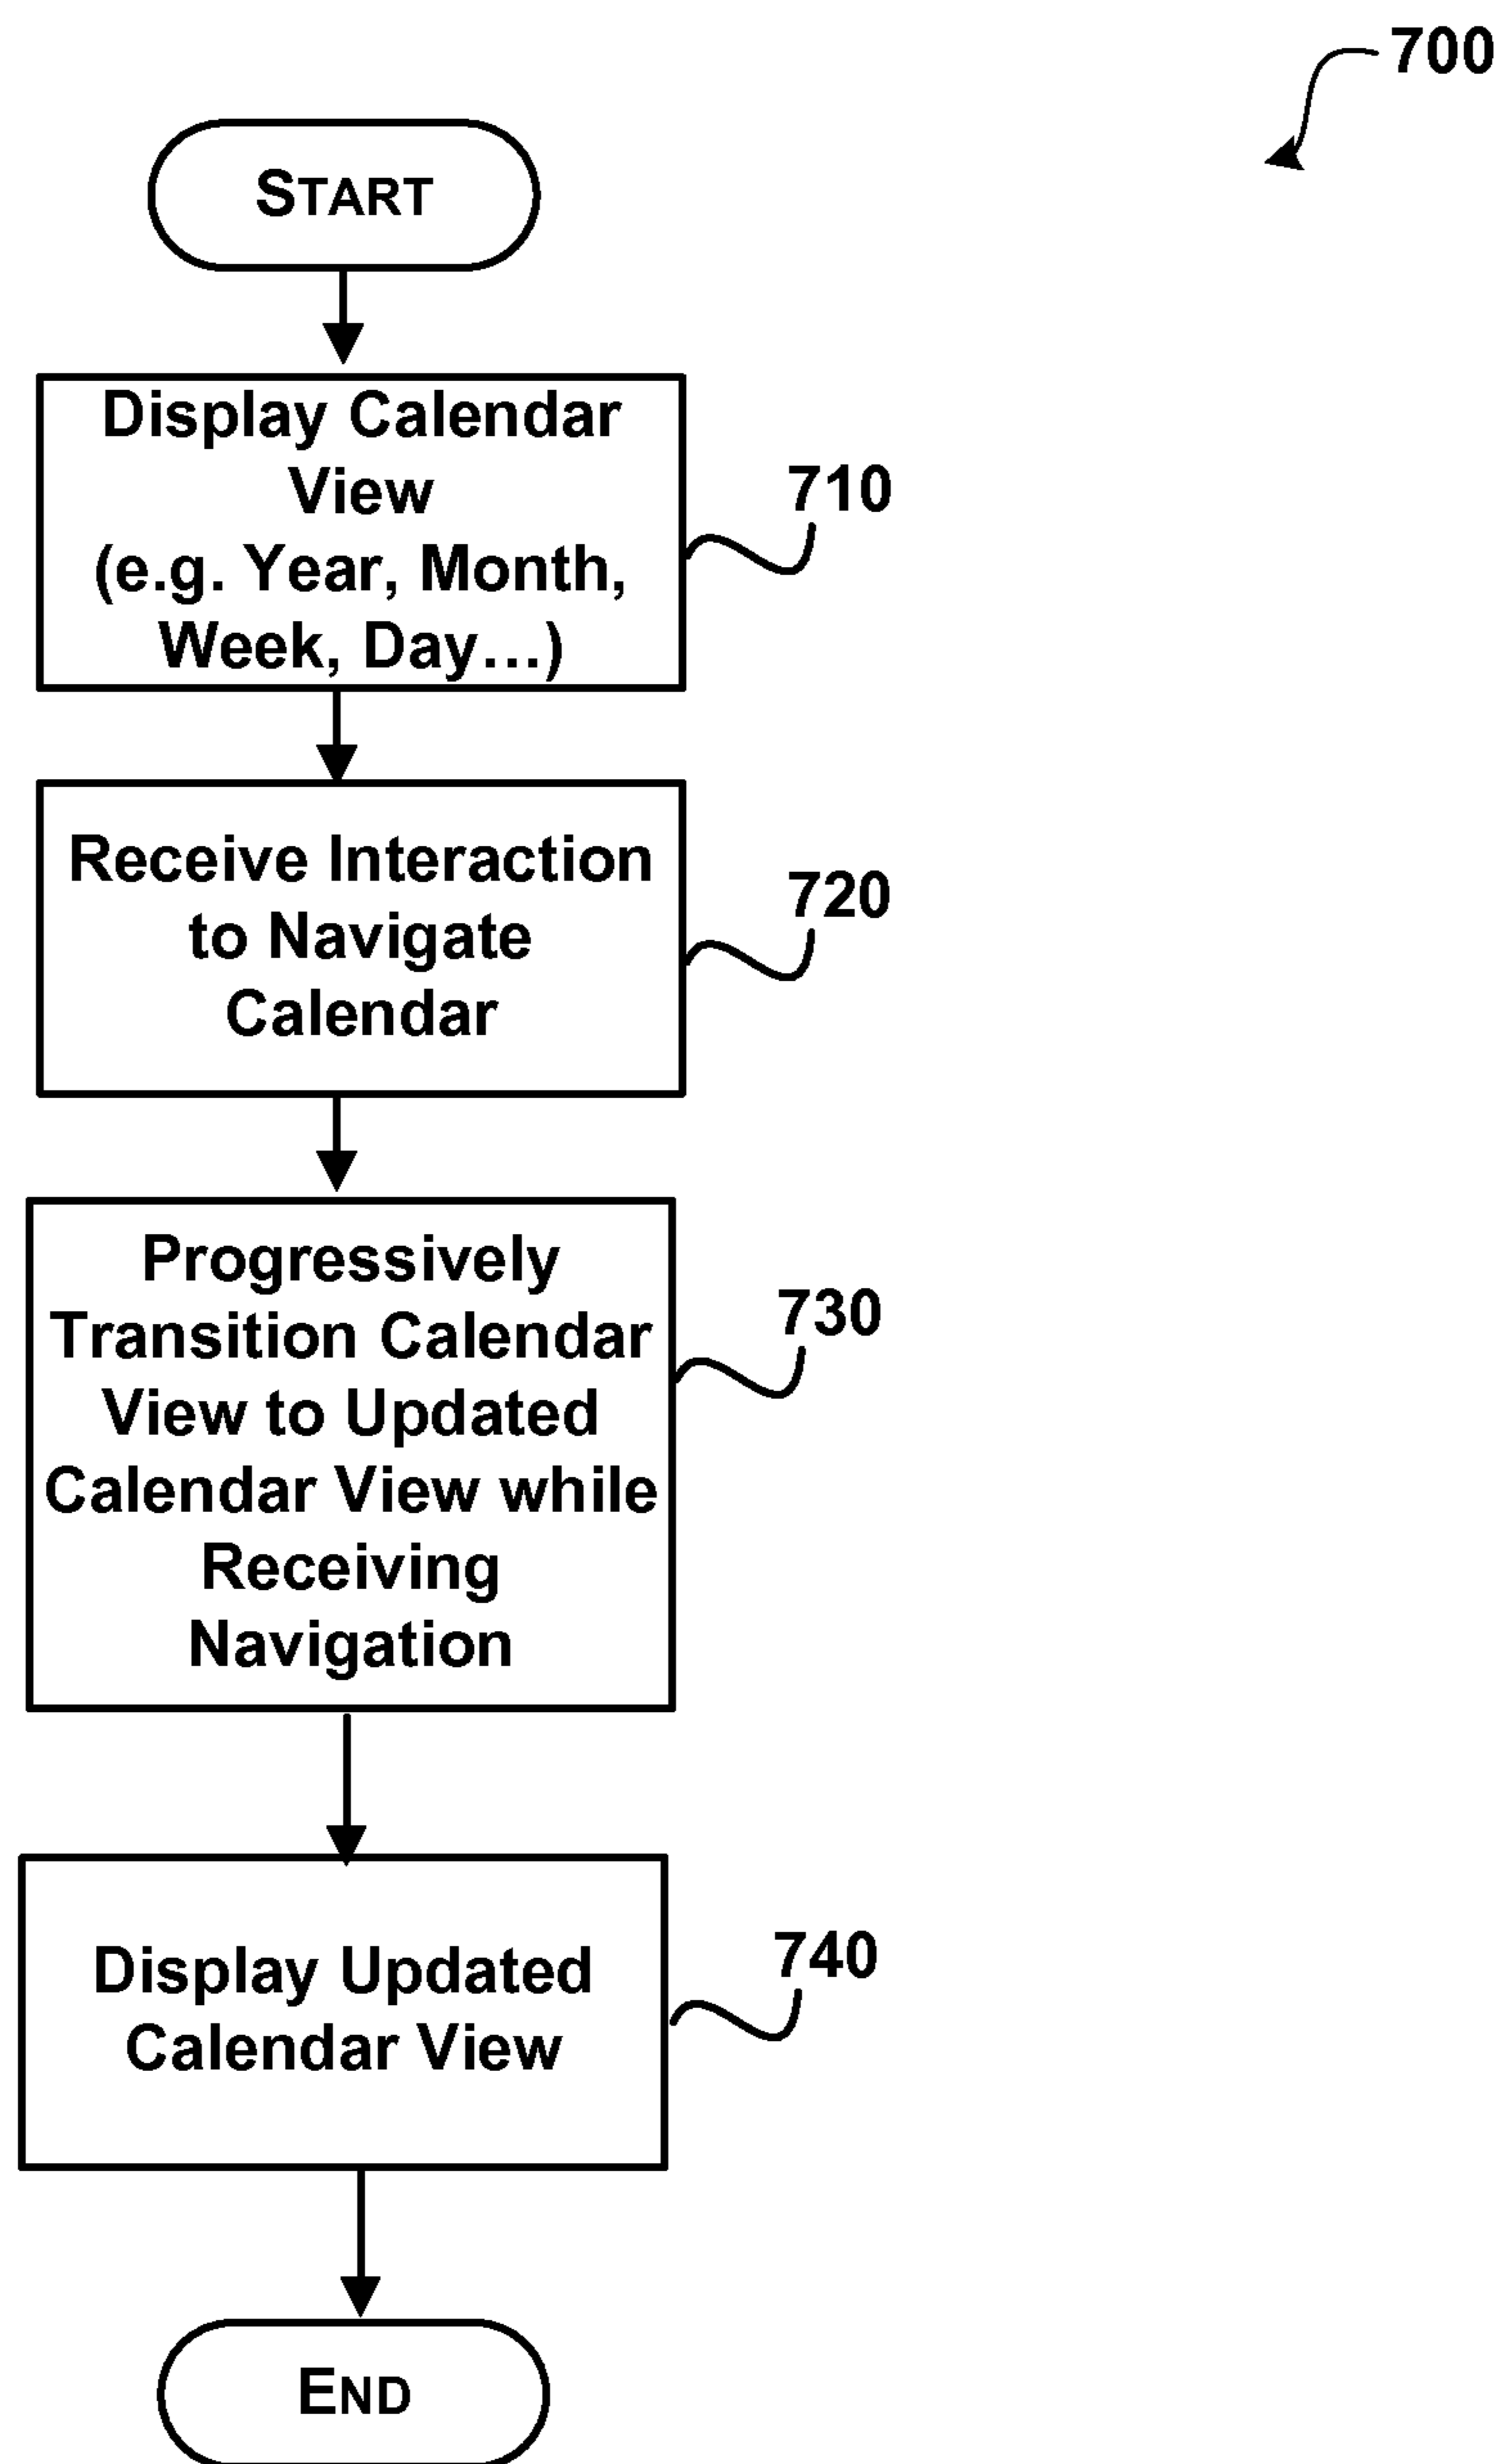 700
START
Display Calendar
View
(e.g. Year, Month,
Week, Day…)
710
Receive Interaction
to Navigate
Calendar
720
Progressively
Transition Calendar
View to Updated
Calendar View while
Receiving
Navigation
730
Display Updated
Calendar View
740
END